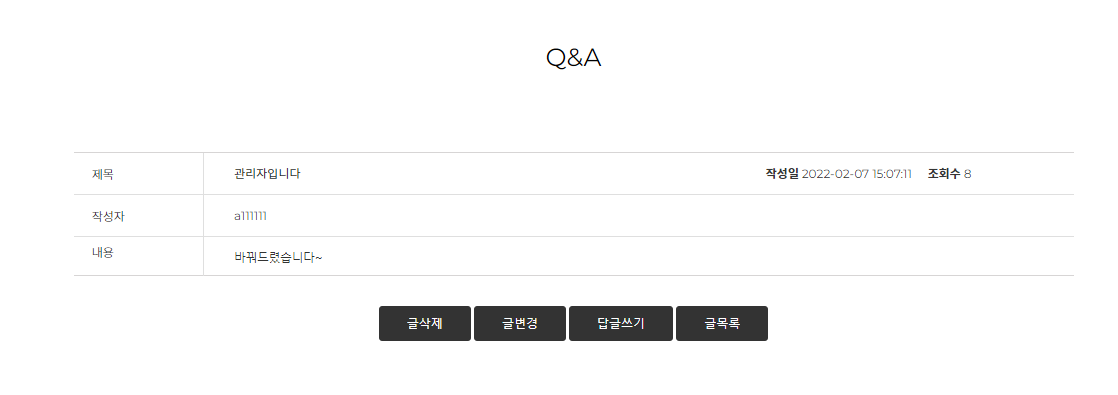 Q&A
제목 관리자입니다 작성일 2022-02-07 15:07:11 조회수 8
작성자 a111111
내용 바꿔드렸습니다~
글삭제 글변경 답글쓰기 글목록